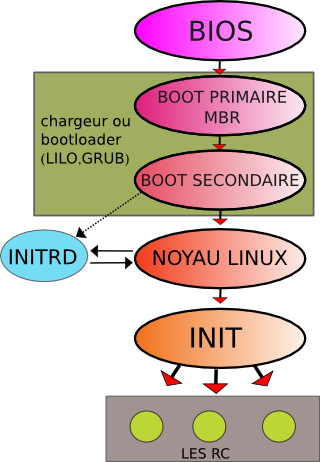 BIOS
BOOT PRIMAIRE
MBR
chargeur ou
bootloader
(LILO,GRUB)
BOOT SECONDAIRE
INITRD
NOYAU LINUX
INIT
LES RC